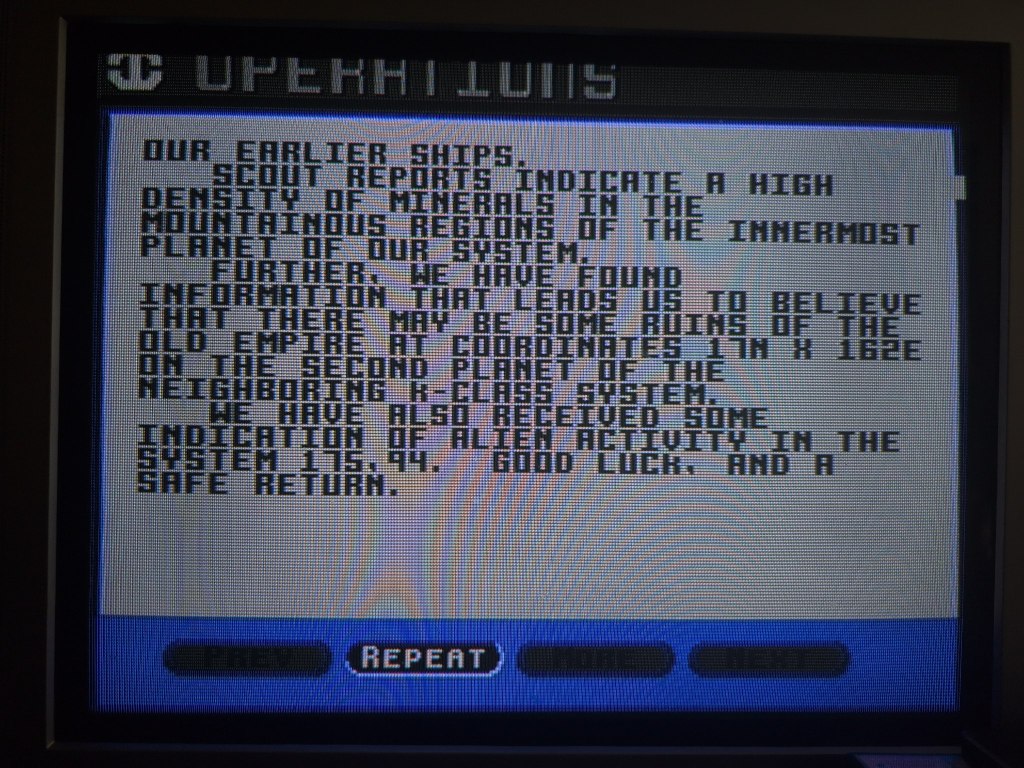 OPERATIONS
OUR EARLIER SHIPS.
SCOUT REPORTS INDICATE A HIGH
DENSITY OF MINERALS IN THE
MOUNTAINOUS REGIONS OF THE INNERMOST
PLANET OF OUR SYSTEM.
FURTHER, WE HAVE FOUND
INFORMATION THAT LEADS US TO BELIEVE
THAT THERE MAY BE SOME RUINS OF THE
OLD EMPIRE AT COORDINATES 17N X 162E
ON THE SECOND PLANET OF THE
NEIGHBORING K-CLASS SYSTEM.
WE HAVE ALSO RECEIVED SOME
INDICATION OF ALIEN ACTIVITY IN THE
SYSTEM 175,94. GOOD LUCK, AND A
SAFE RETURN.
PREV REPEAT MORE NEXT